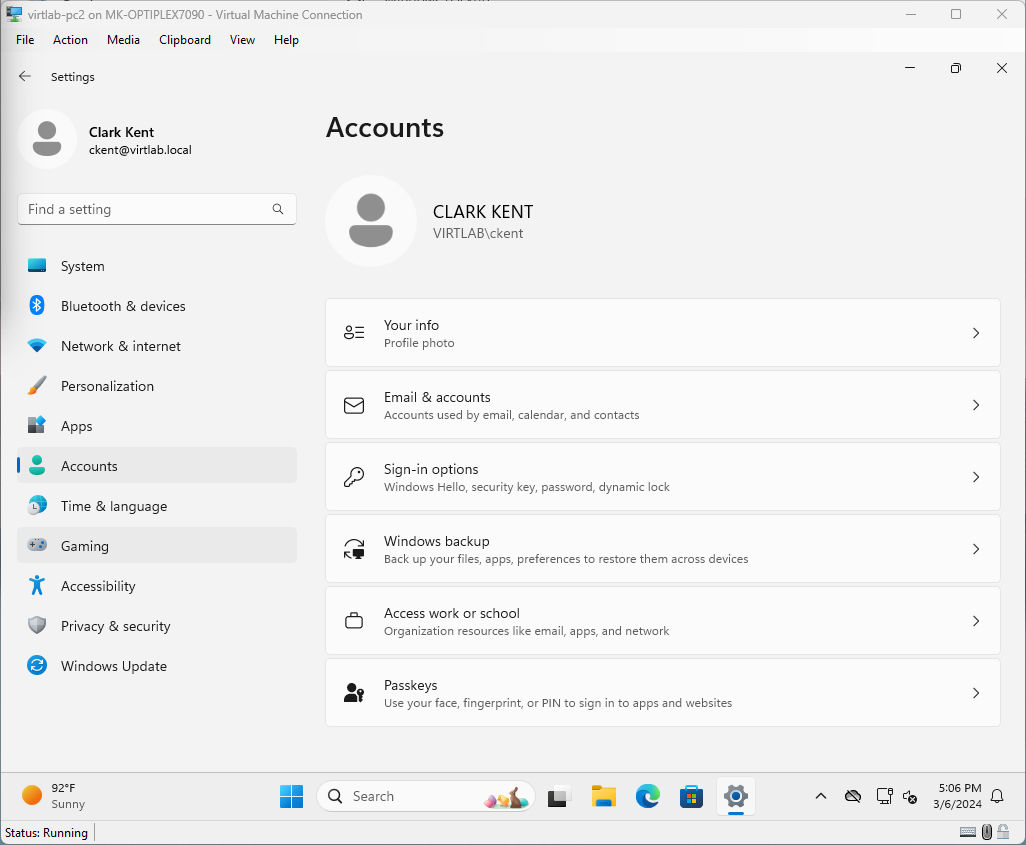 virtlab-pc2 on MK-OPTIPLEX7090 - Virtual Machine Connection
File Action Media Clipboard View Help
Settings
Clark Kent
ckent@virtlab.local
Find a setting
System
Bluetooth & devices
Network & internet
Personalization
Apps
Accounts
Time & language
Gaming
Accessibility
Privacy & security
Windows Update
Accounts
CLARK KENT
VIRTLAB\ckent
Your info
Profile photo
Email & accounts
Accounts used by email, calendar, and contacts
Sign-in options
Windows Hello, security key, password, dynamic lock
Windows backup
Back up your files, apps, preferences to restore them across devices
Access work or school
Organization resources like email, apps, and network
Passkeys
Use your face, fingerprint, or PIN to sign in to apps and websites
92°F
Sunny
Search
5:06 PM
3/6/2024
Status: Running